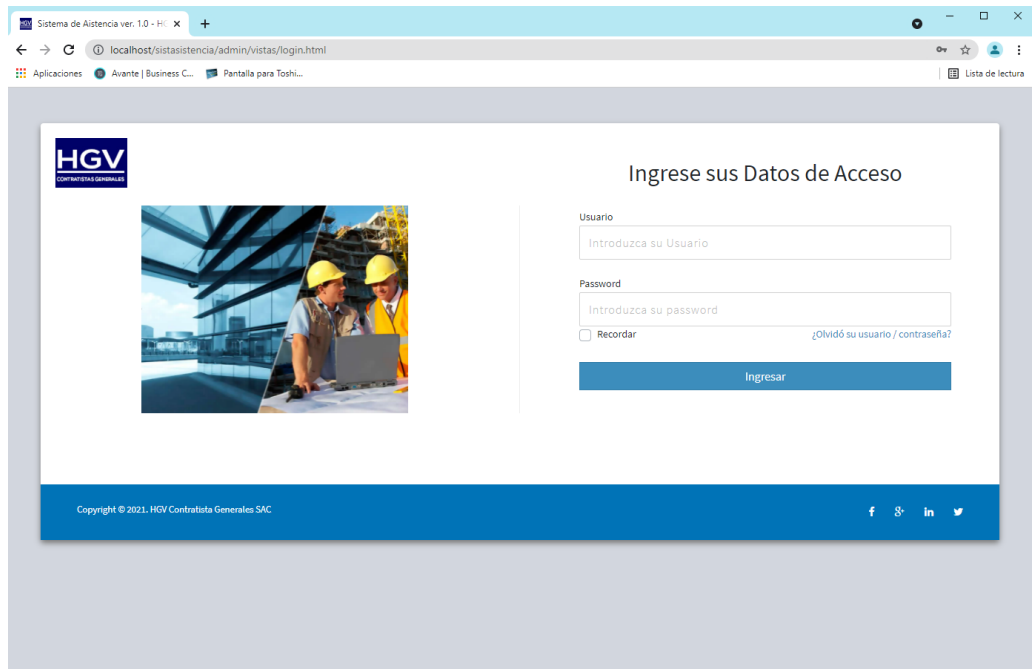 Sistema de Aistencia ver. 1.0 - HG
localhost/sistasistencia/admin/vistas/login.html
Aplicaciones
Avante | Business C...
Pantalla para Toshi...
Lista de lectura
HGV
CONTRATISTAS GENERALES
Ingrese sus Datos de Acceso
Usuario
Introduzca su Usuario
Password
Introduzca su password
Recordar
¿Olvidó su usuario / contraseña?
Ingresar
Copyright © 2021. HGV Contratista Generales SAC